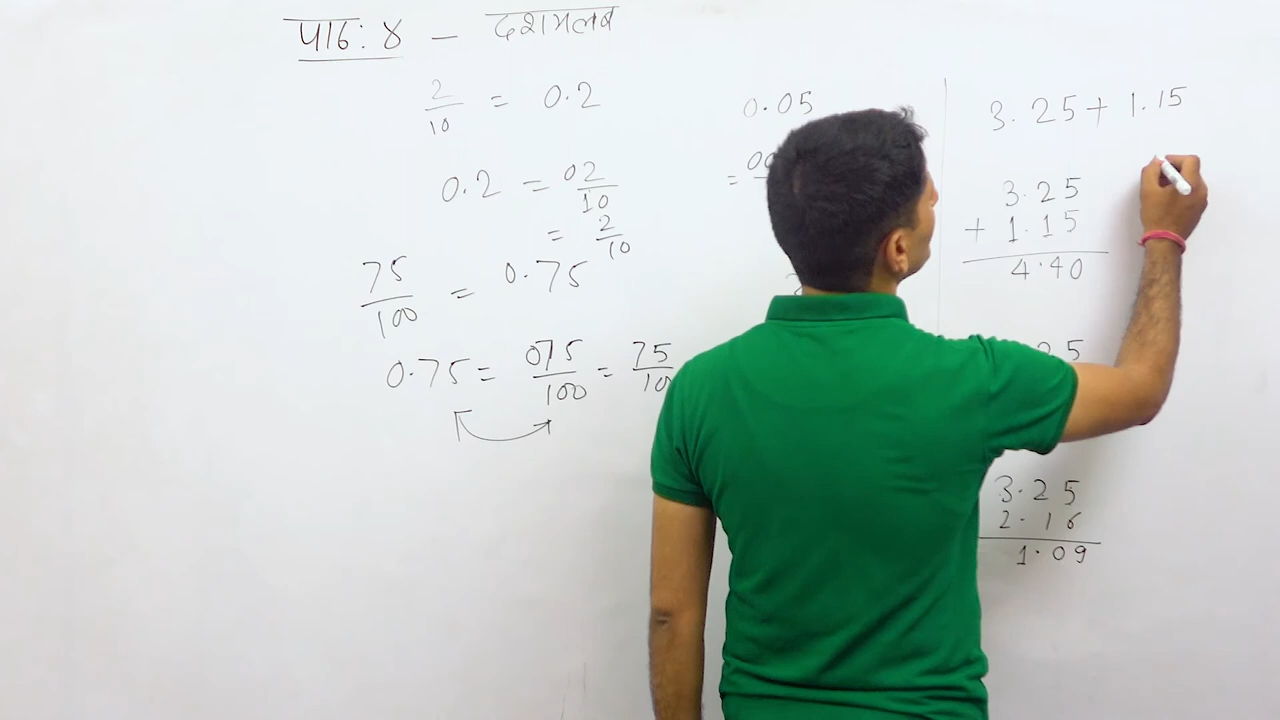 पाठ: ४ - दशमलव
2/10 = 0.2
0.2 = 02/10
= 2/10
75/100 = 0.75
0.75 = 075/100 = 75/10
0.05
=
3.25 + 1.15
3.25
+ 1.15
4.40
25
3.25
2.16
1.09